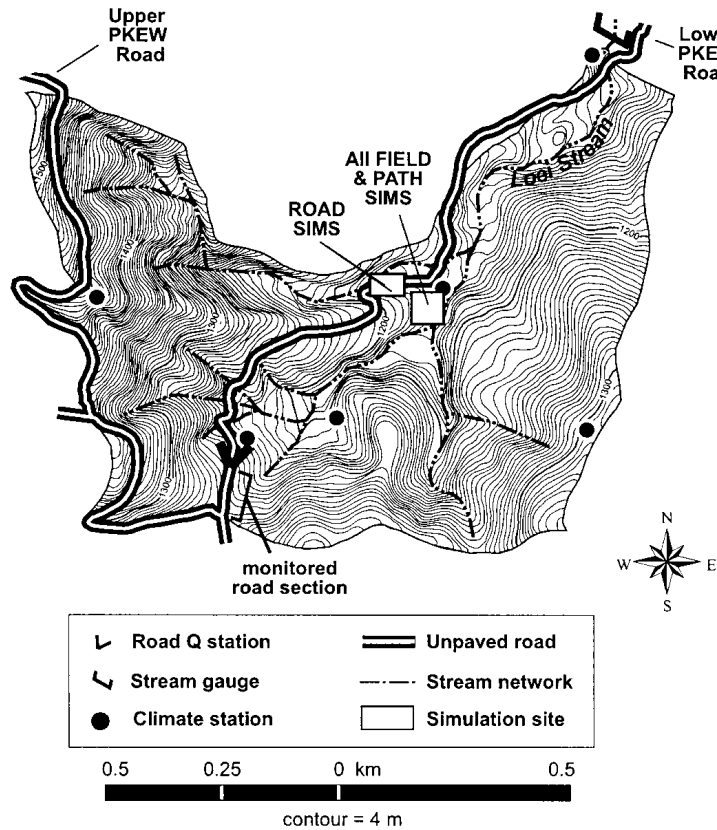 Upper
PKEW
Road
Low
PKE
Roa
Loei Stream
All FIELD
& PATH
SIMS
ROAD
SIMS
1200
1200
1300
1300
monitored
road section
N
W E
S
Road Q station
Unpaved road
Stream gauge
Stream network
Climate station
Simulation site
0.5 0.25 0 km 0.5
contour = 4 m